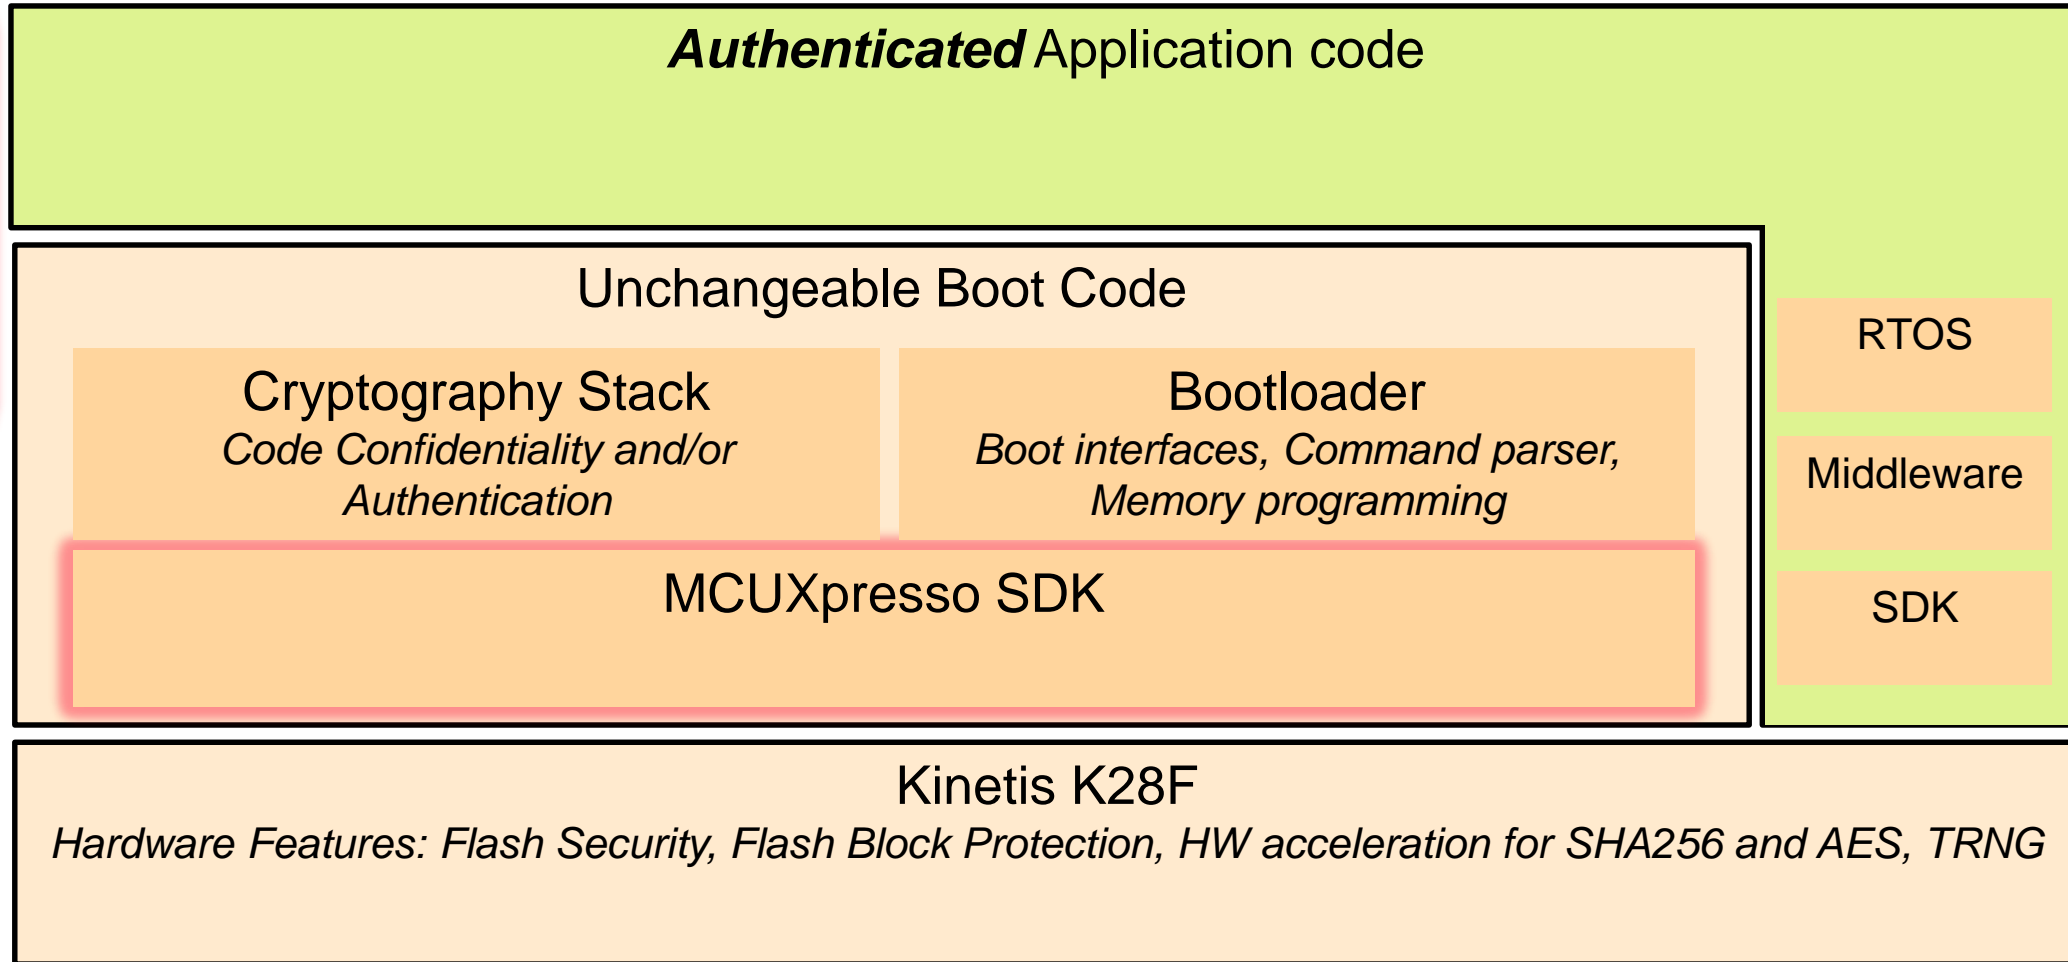 Authenticated Application code
Unchangeable Boot Code
Cryptography Stack
Code Confidentiality and/or
Authentication
Bootloader
Boot interfaces, Command parser,
Memory programming
MCUXpresso SDK
RTOS
Middleware
SDK
Kinetis K28F
Hardware Features: Flash Security, Flash Block Protection, HW acceleration for SHA256 and AES, TRNG